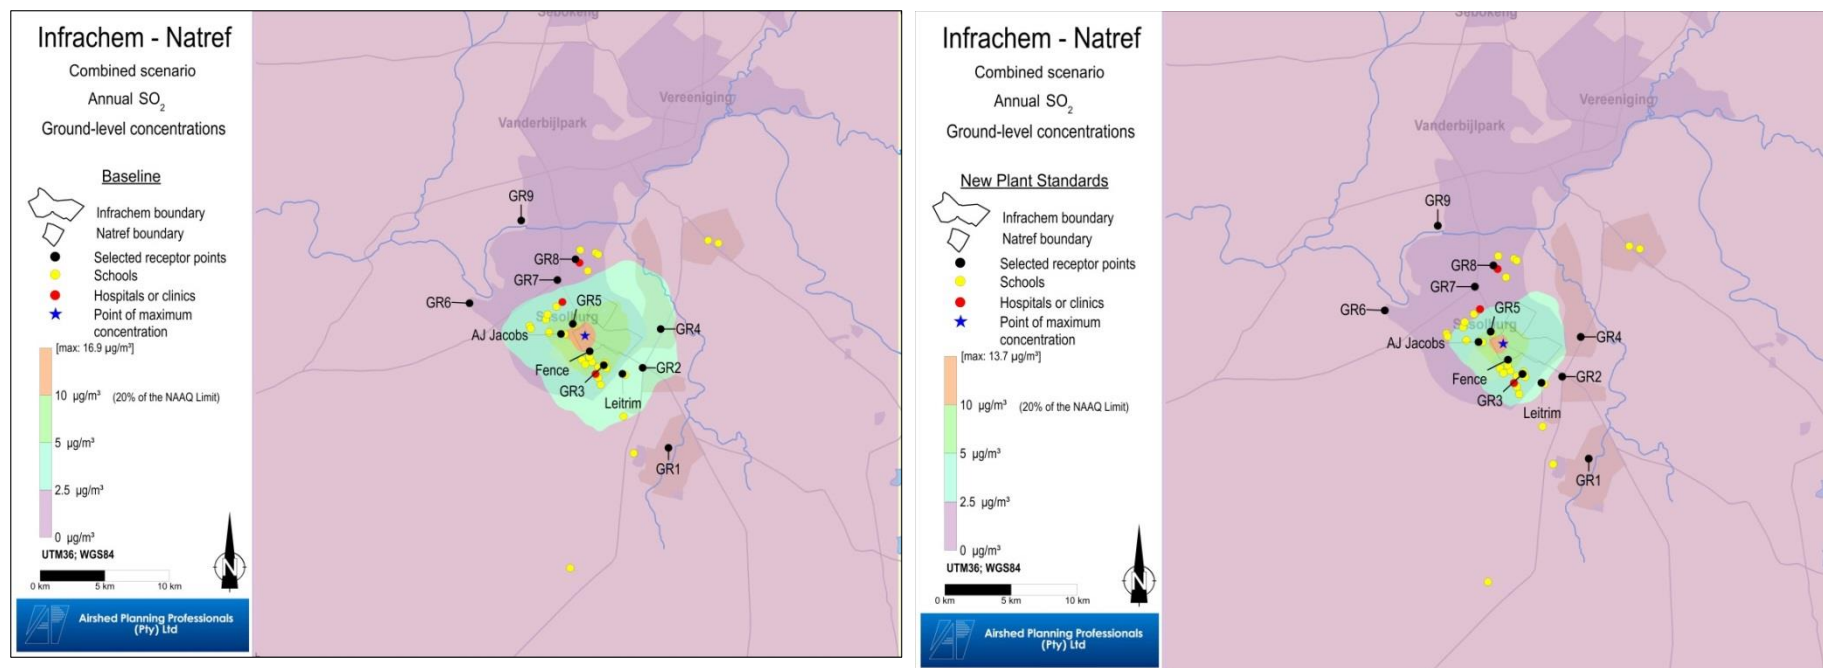 Infrachem - Natref
Combined scenario
Annual SO2
Ground-level concentrations
Baseline
Infrachem boundary
Natref boundary
Selected receptor points
Schools
Hospitals or clinics
Point of maximum
concentration
[max: 16.9 µg/m³]
10 µg/m³ (20% of the NAAQ Limit)
5 µg/m³
2.5 µg/m³
0 µg/m³
UTM36; WGS84
0 km 5 km 10 km
N
Airshed Planning Professionals
(Pty) Ltd
Sebokeng
Vereeniging
Vanderbijlpark
GR9
GR8
GR7
GR6
GR5
Sasolburg
GR4
AJ Jacobs
Fence
GR2
GR3
Leitrim
GR1
Infrachem - Natref
Combined scenario
Annual SO2
Ground-level concentrations
New Plant Standards
Infrachem boundary
Natref boundary
Selected receptor points
Schools
Hospitals or clinics
Point of maximum
concentration
[max: 13.7 µg/m³]
10 µg/m³ (20% of the NAAQ Limit)
5 µg/m³
2.5 µg/m³
0 µg/m³
UTM36; WGS84
0 km 5 km 10 km
N
Airshed Planning Professionals
(Pty) Ltd
Sebokeng
Vereeniging
Vanderbijlpark
GR9
GR8
GR7
GR6
GR5
Sasolburg
GR4
AJ Jacobs
Fence
GR2
GR3
Leitrim
GR1